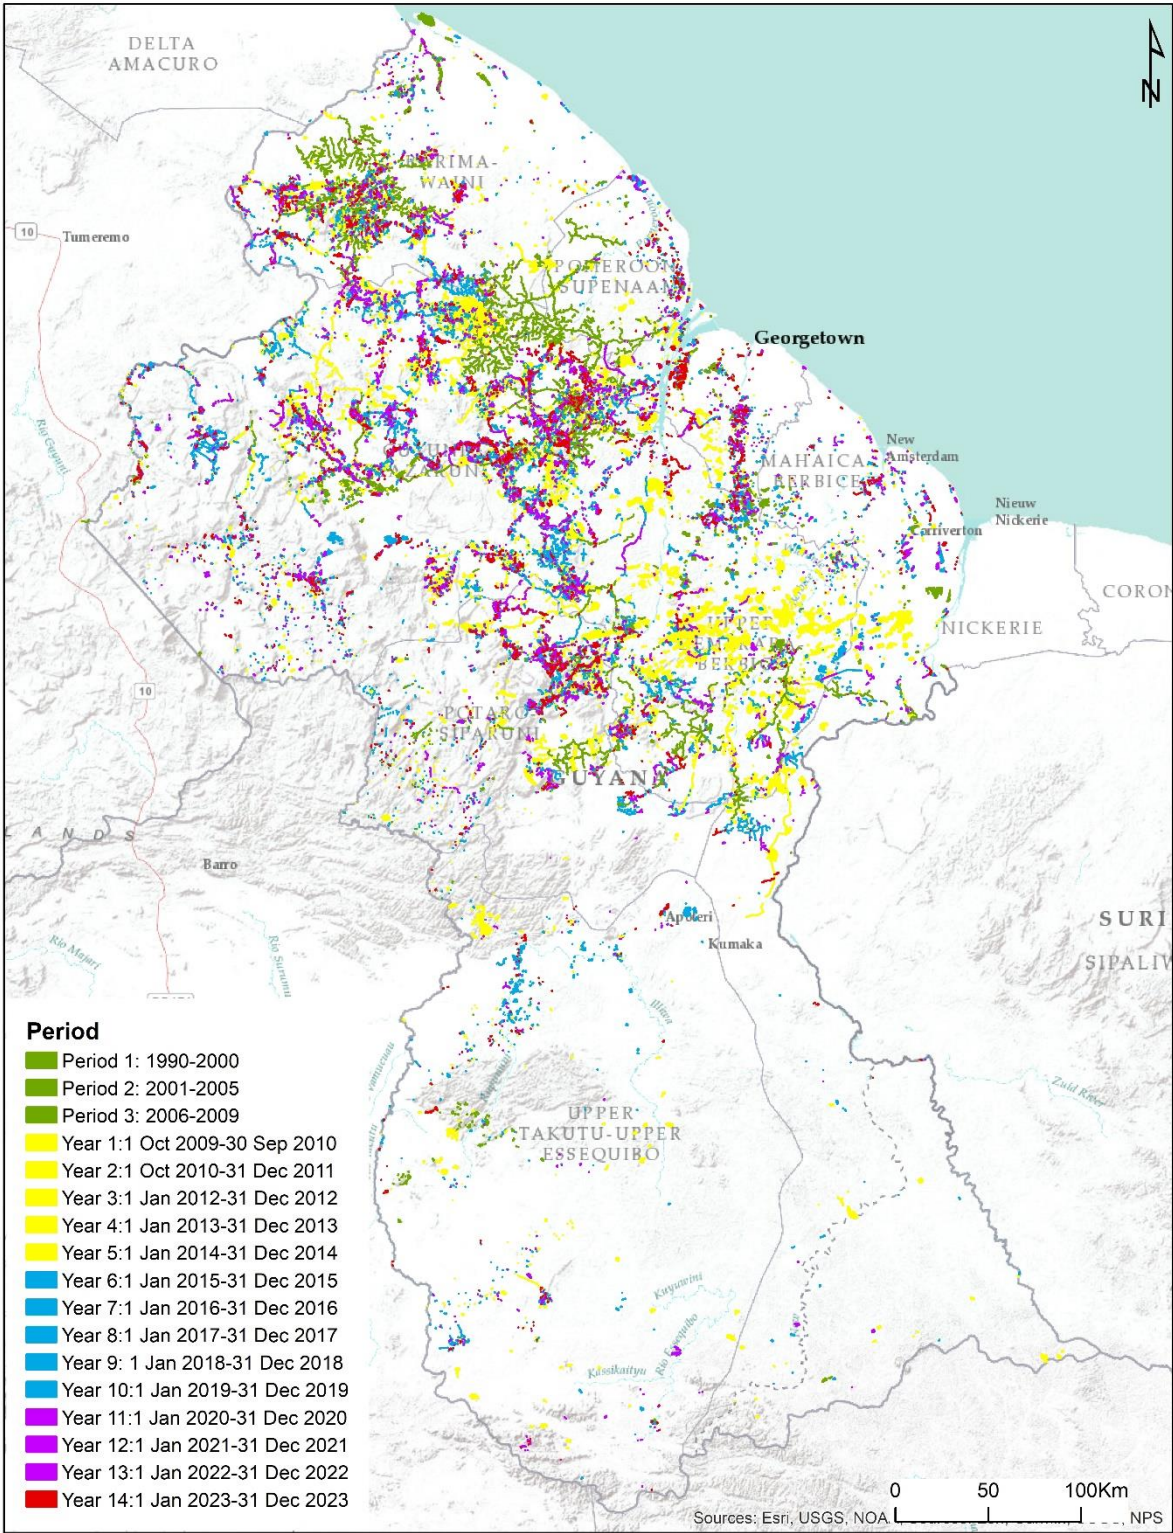 DELTA
AMACURO
N
BARIMA-
WAINI
10
Tumeremo
POMEROON-
SUPENAAM
Georgetown
Rio Cuyuni
New
Amsterdam
MAHAICA
BERBICE
Nieuw
Nickerie
Corriverton
CORON
NICKERIE
UPPER
DEMERARA
BERBICE
10
POTARO-
SIPARUNI
GUYANA
LANDS
Barro
Apoteri
SURI
Kumaka
Rio Majari
Rio Surumu
SIPALIW
Illiwa
Period
Period 1: 1990-2000
Period 2: 2001-2005
Period 3: 2006-2009
Year 1:1 Oct 2009-30 Sep 2010
Year 2:1 Oct 2010-31 Dec 2011
Year 3:1 Jan 2012-31 Dec 2012
Year 4:1 Jan 2013-31 Dec 2013
Year 5:1 Jan 2014-31 Dec 2014
Year 6:1 Jan 2015-31 Dec 2015
Year 7:1 Jan 2016-31 Dec 2016
Year 8:1 Jan 2017-31 Dec 2017
Year 9: 1 Jan 2018-31 Dec 2018
Year 10:1 Jan 2019-31 Dec 2019
Year 11:1 Jan 2020-31 Dec 2020
Year 12:1 Jan 2021-31 Dec 2021
Year 13:1 Jan 2022-31 Dec 2022
Year 14:1 Jan 2023-31 Dec 2023
Zuid River
UPPER
TAKUTU-UPPER
ESSEQUIBO
Kuyuwini
Rio Essequibo
Kassikaityu
0 50 100Km
Sources: Esri, USGS, NOA NPS